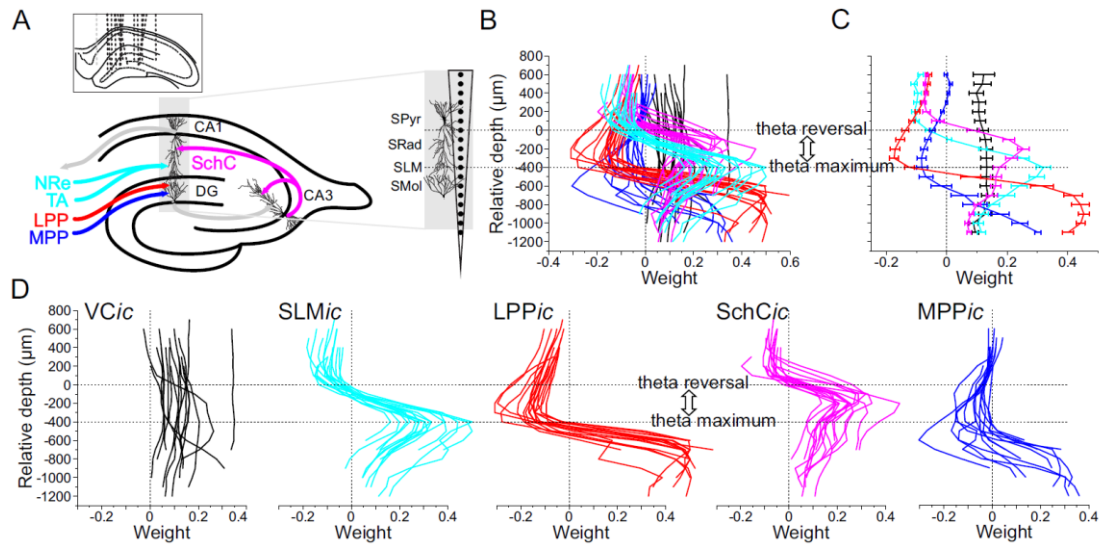 A
CA1
SchC
NRe
TA
DG
CA3
LPP
MPP
SPyr
SRad
SLM
SMol
B
Relative depth (µm)
800
600
400
200
0
-200
-400
-600
-800
-1000
-1200
-0.4 -0.2 0 0.2 0.4 0.6
Weight
theta reversal
theta maximum
C
-0.2 0 0.2 0.4
Weight
D
Relative depth (µm)
800
600
400
200
0
-200
-400
-600
-800
-1000
-1200
VCic
-0.2 0 0.2 0.4
Weight
SLMic
-0.2 0 0.2 0.4
Weight
LPPic
theta reversal
theta maximum
-0.2 0 0.2 0.4
Weight
SchCic
-0.2 0 0.2 0.4
Weight
MPPic
-0.2 0 0.2 0.4
Weight